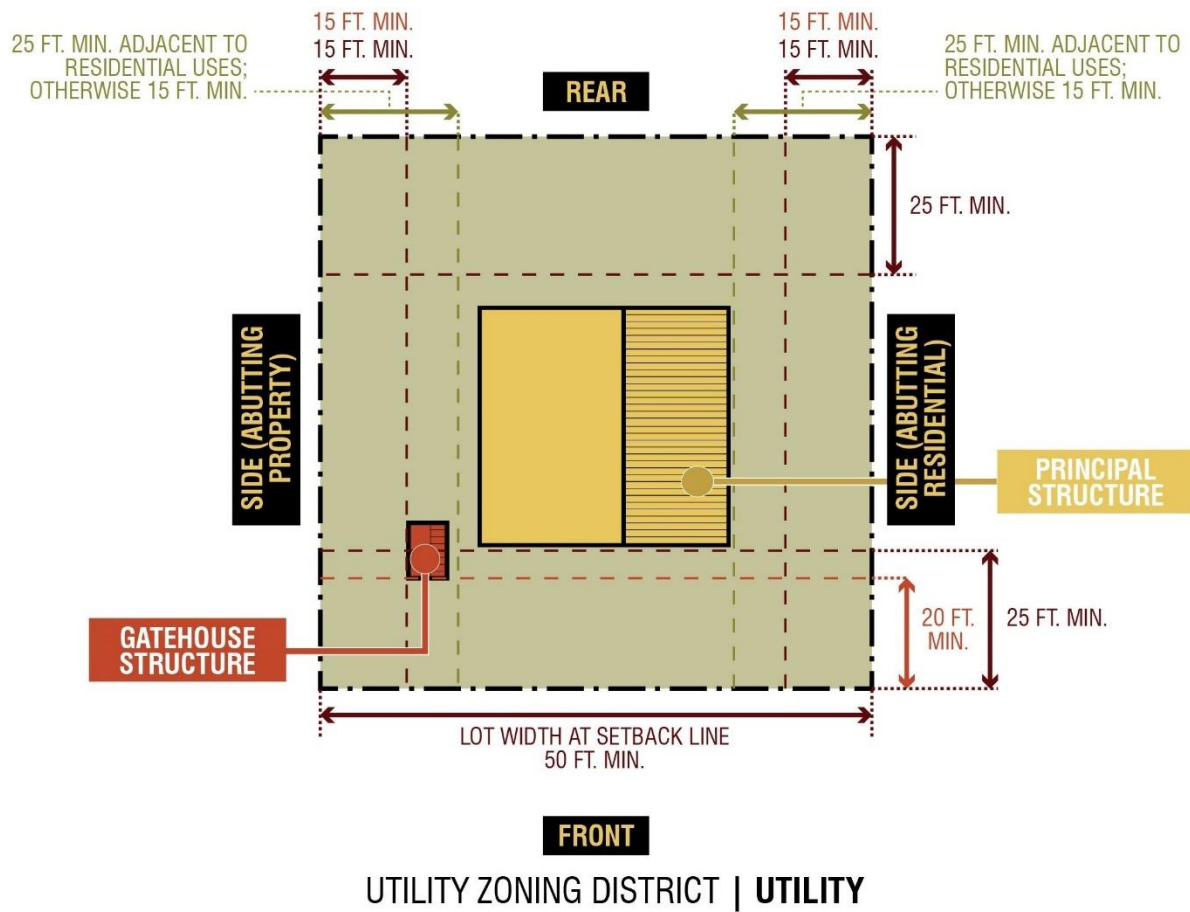 15 FT. MIN.
15 FT. MIN.
25 FT. MIN. ADJACENT TO
RESIDENTIAL USES;
OTHERWISE 15 FT. MIN.
15 FT. MIN.
15 FT. MIN.
25 FT. MIN. ADJACENT TO
RESIDENTIAL USES;
OTHERWISE 15 FT. MIN.
REAR
25 FT. MIN.
SIDE (ABUTTING
PROPERTY)
SIDE (ABUTTING
RESIDENTIAL)
PRINCIPAL
STRUCTURE
GATEHOUSE
STRUCTURE
20 FT.
MIN.
25 FT. MIN.
LOT WIDTH AT SETBACK LINE
50 FT. MIN.
FRONT
UTILITY ZONING DISTRICT | UTILITY